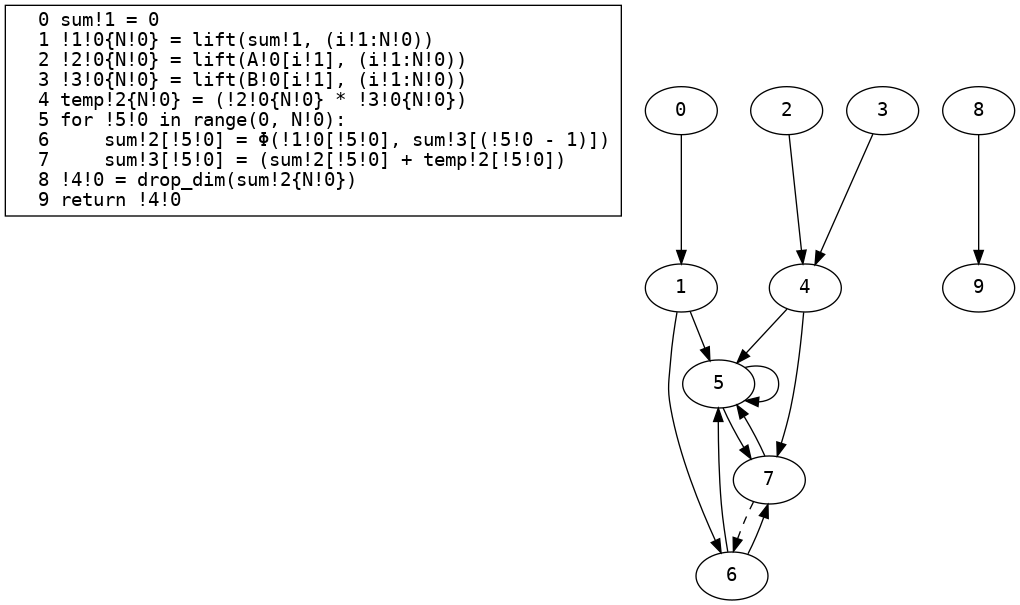 0 sum!1 = 0
1 !1!0{N!0} = lift(sum!1, (i!1:N!0))
2 !2!0{N!0} = lift(A!0[i!1], (i!1:N!0))
3 !3!0{N!0} = lift(B!0[i!1], (i!1:N!0))
4 temp!2{N!0} = (!2!0{N!0} * !3!0{N!0})
5 for !5!0 in range(0, N!0):
6     sum!2[!5!0] = Φ(!1!0[!5!0], sum!3[(!5!0 - 1)])
7     sum!3[!5!0] = (sum!2[!5!0] + temp!2[!5!0])
8 !4!0 = drop_dim(sum!2{N!0})
9 return !4!0
0
2
3
8
1
4
9
5
7
6